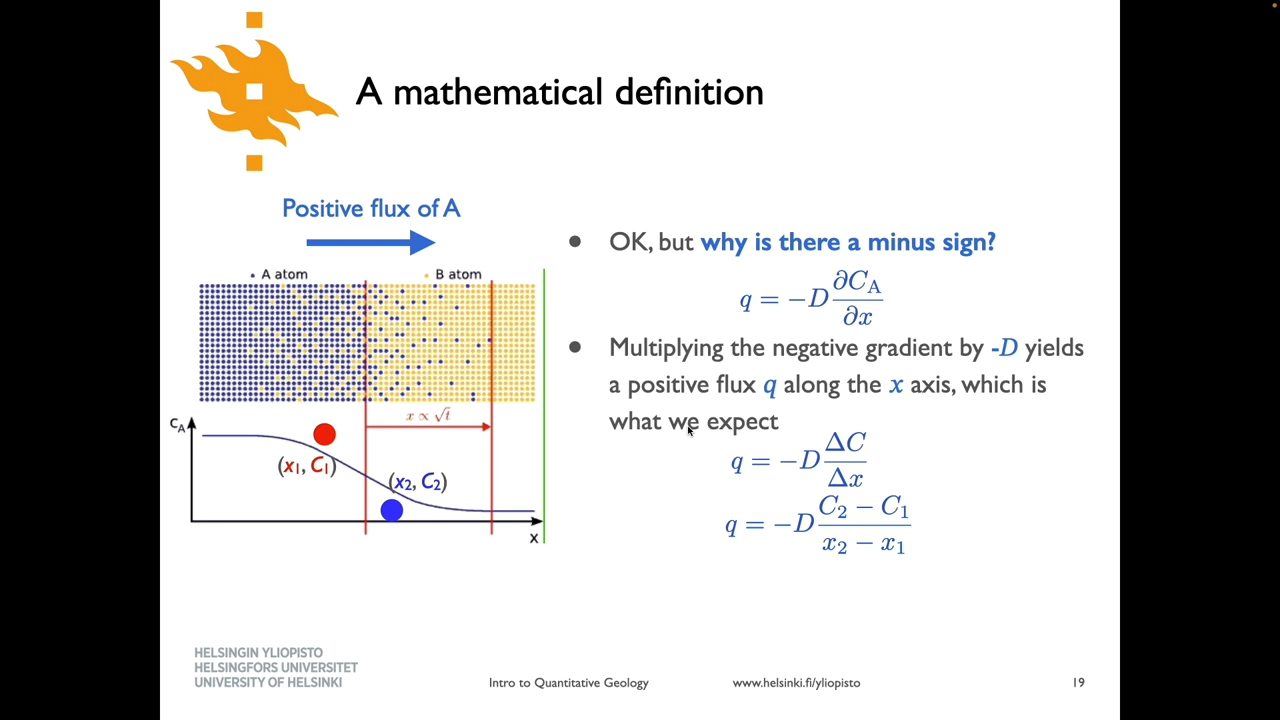 A mathematical definition
Positive flux of A
A atom
B atom
x ∝ √t
C_A
(x₁, C₁)
(x₂, C₂)
x
• OK, but why is there a minus sign?
q = −D ∂C_A / ∂x
• Multiplying the negative gradient by -D yields
a positive flux q along the x axis, which is
what we expect
q = −D ΔC / Δx
q = −D (C₂ − C₁) / (x₂ − x₁)
HELSINGIN YLIOPISTO
HELSINGFORS UNIVERSITET
UNIVERSITY OF HELSINKI
Intro to Quantitative Geology
www.helsinki.fi/yliopisto
19